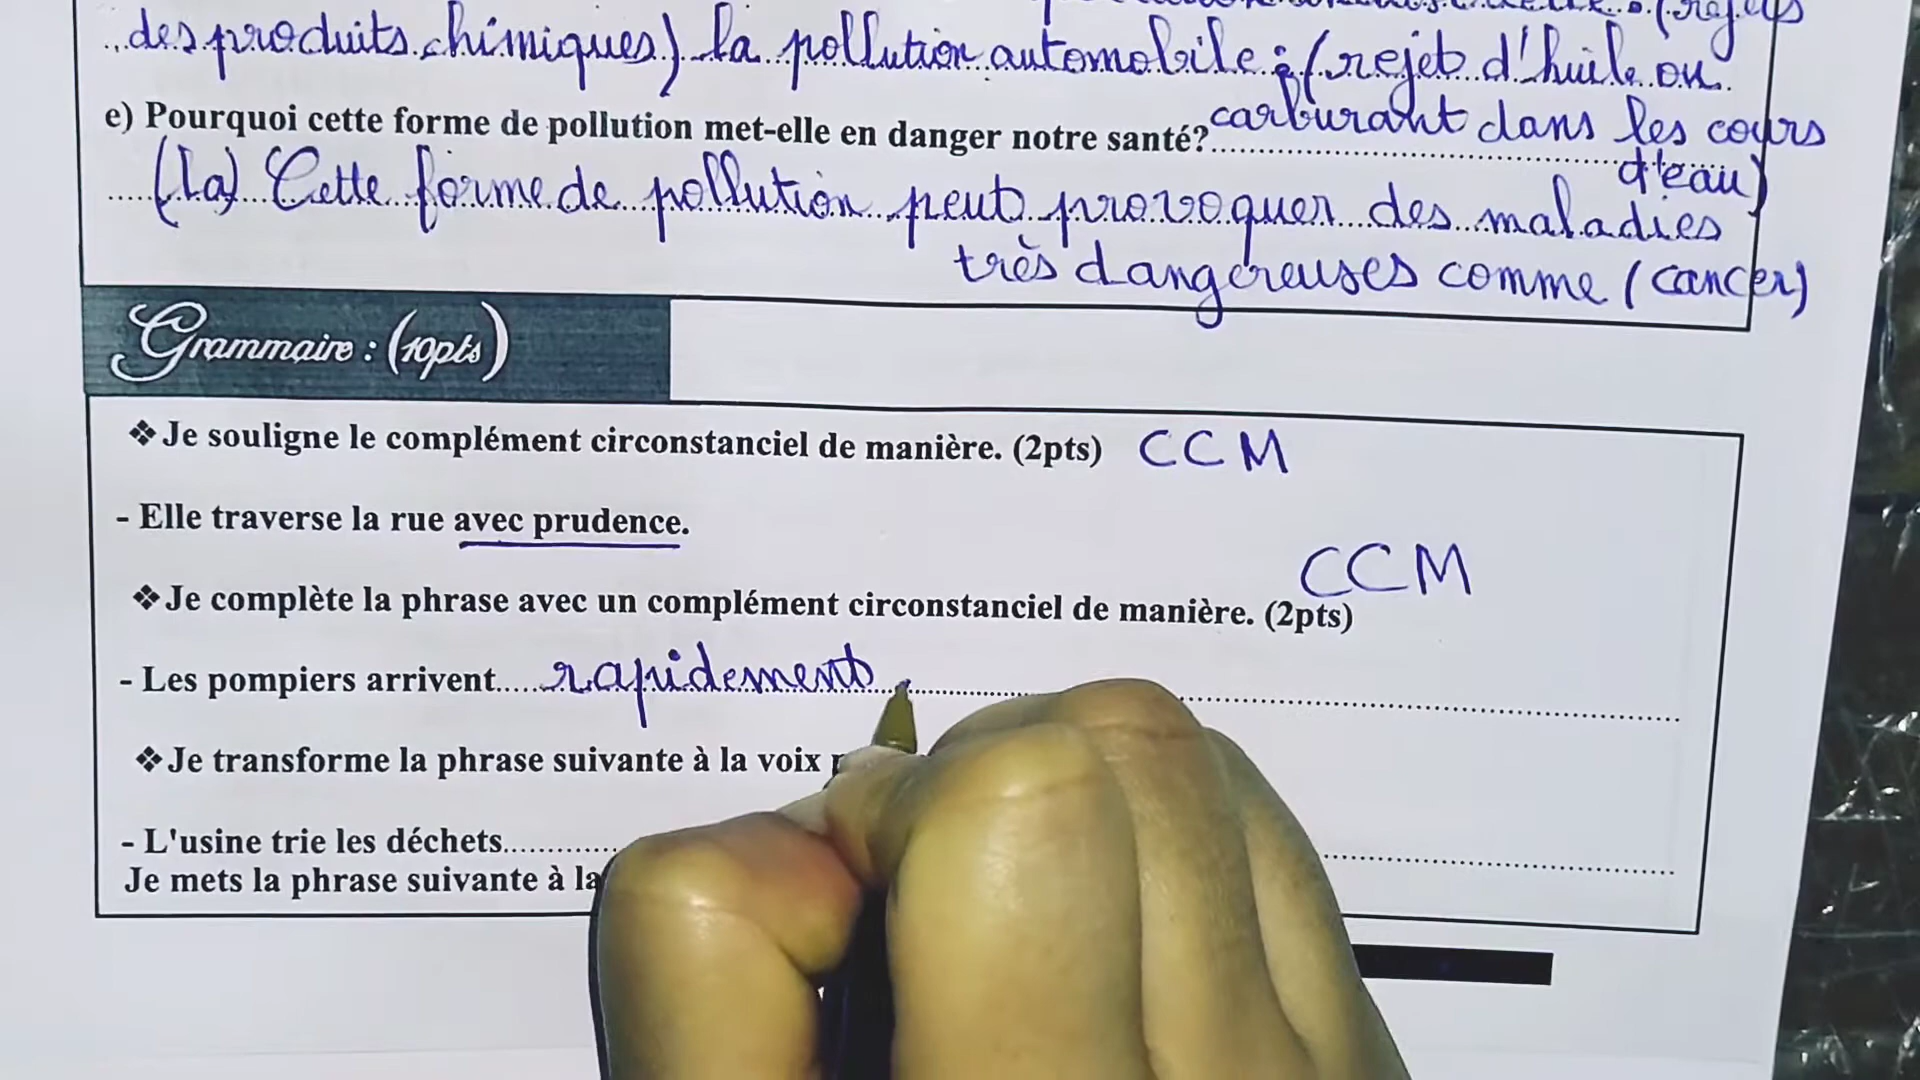 des produits chimiques) la pollution automobile : (rejet d'huile ou
e) Pourquoi cette forme de pollution met-elle en danger notre santé? carburant dans les cours
d'eau)
(la) Cette forme de pollution peut provoquer des maladies
très dangereuses comme (cancer)
Grammaire : (10pts)
❖Je souligne le complément circonstanciel de manière. (2pts) CCM
- Elle traverse la rue avec prudence.
CCM
❖Je complète la phrase avec un complément circonstanciel de manière. (2pts)
- Les pompiers arrivent..... rapidement
❖Je transforme la phrase suivante à la voix
- L'usine trie les déchets............
Je mets la phrase suivante à la